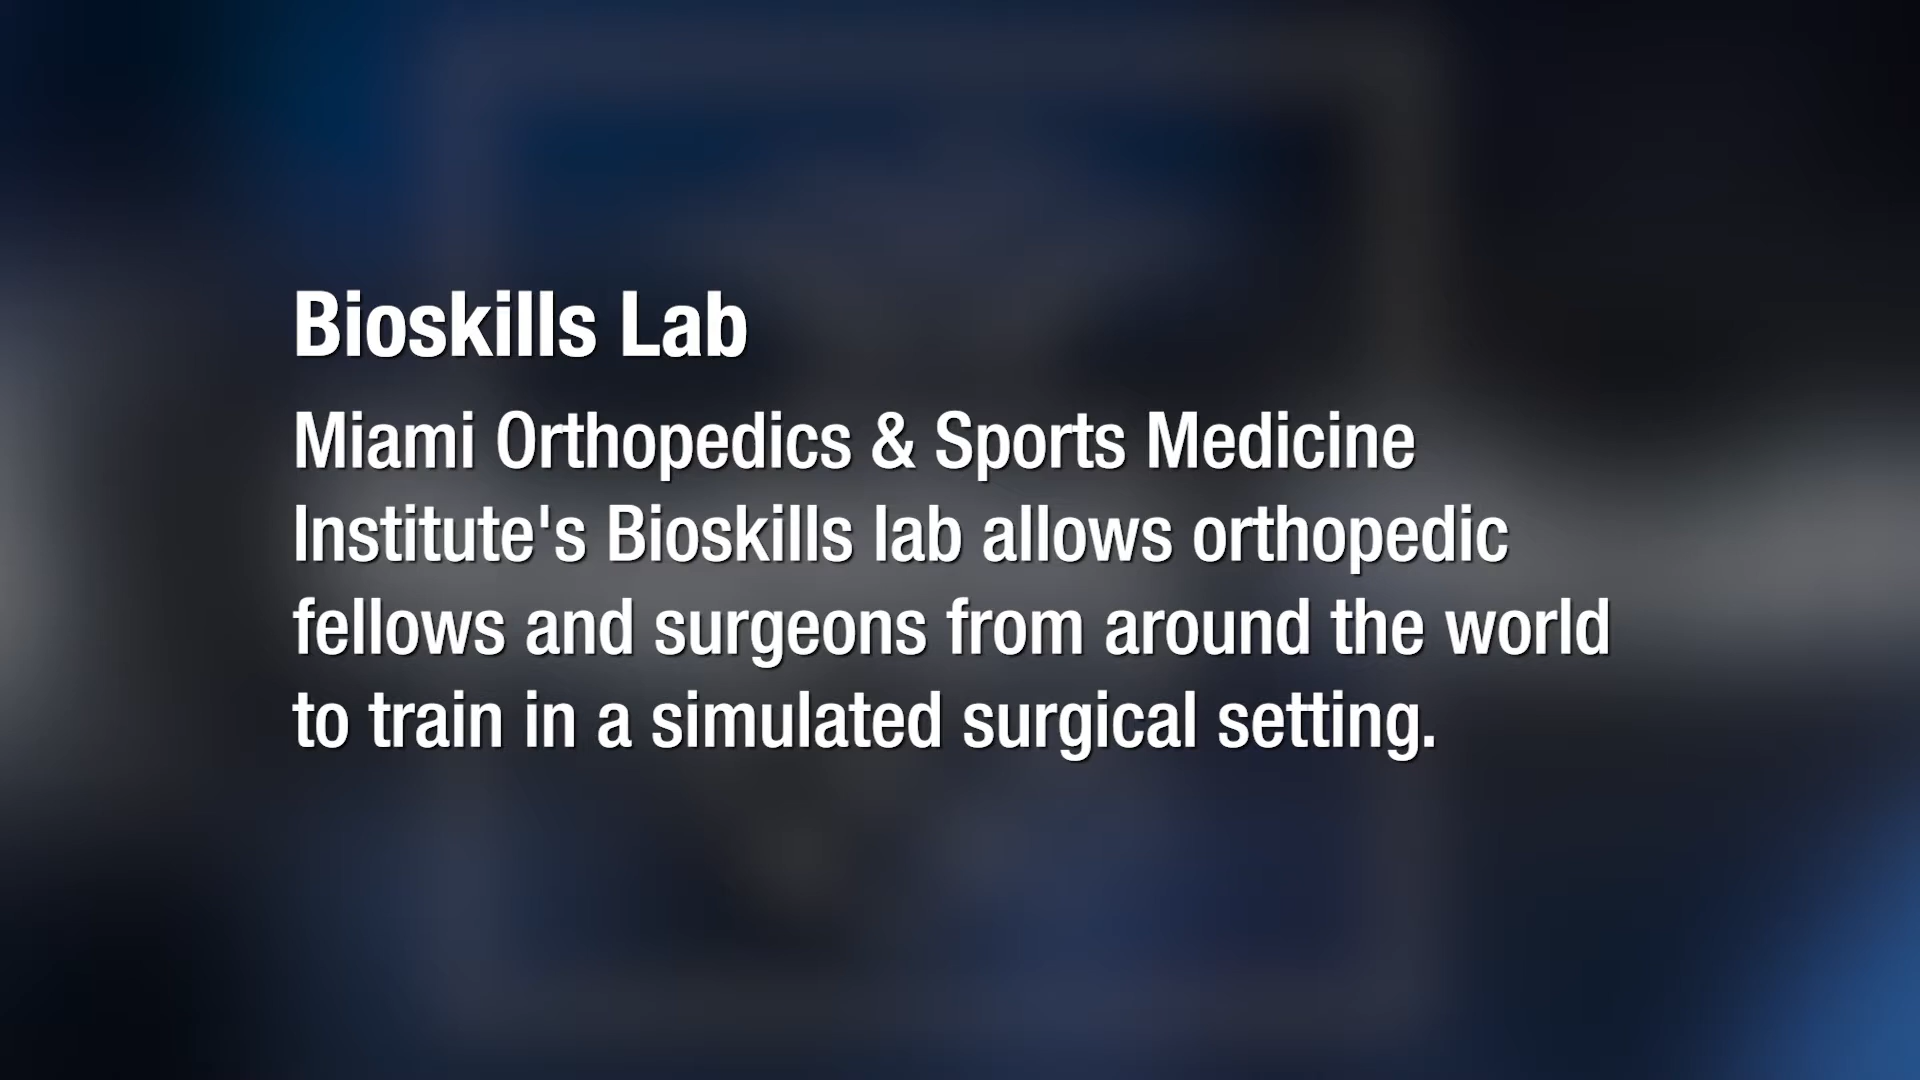 Bioskills Lab
Miami Orthopedics & Sports Medicine
Institute's Bioskills lab allows orthopedic
fellows and surgeons from around the world
to train in a simulated surgical setting.